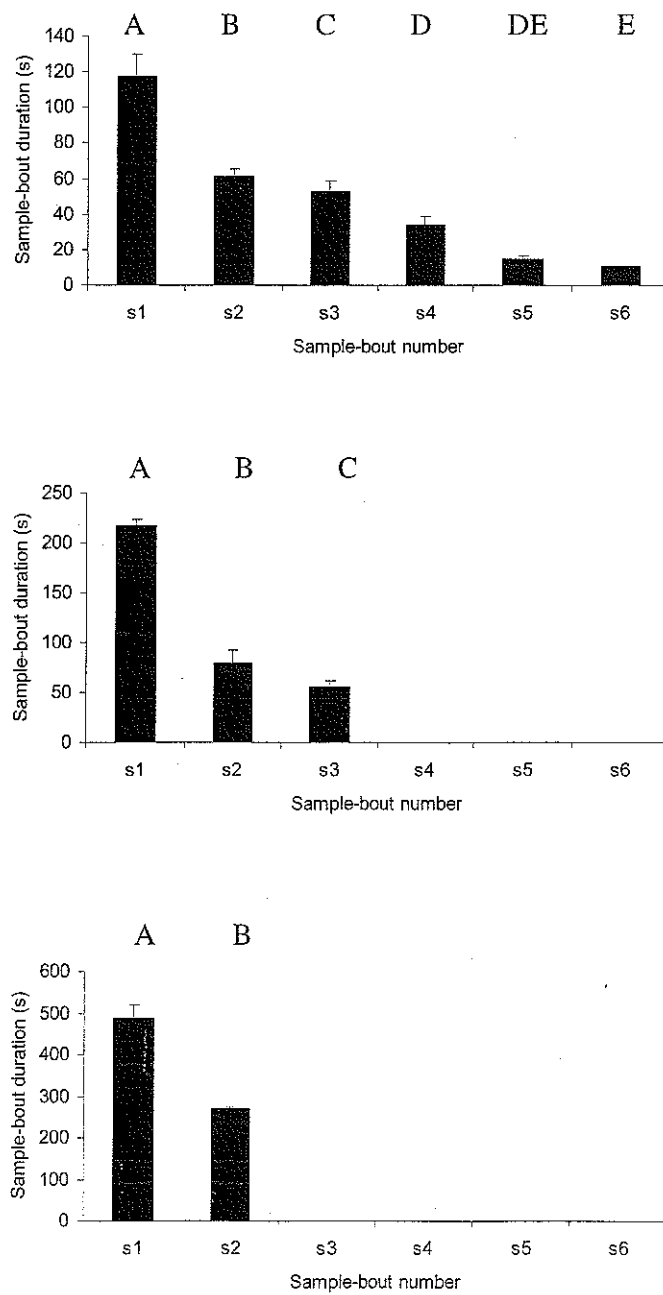 A B C D DE E
Sample-bout duration (s)
140
120
100
80
60
40
20
0
s1 s2 s3 s4 s5 s6
Sample-bout number
A B C
Sample-bout duration (s)
250
200
150
100
50
0
s1 s2 s3 s4 s5 s6
Sample-bout number
A B
Sample-bout duration (s)
600
500
400
300
200
100
0
s1 s2 s3 s4 s5 s6
Sample-bout number